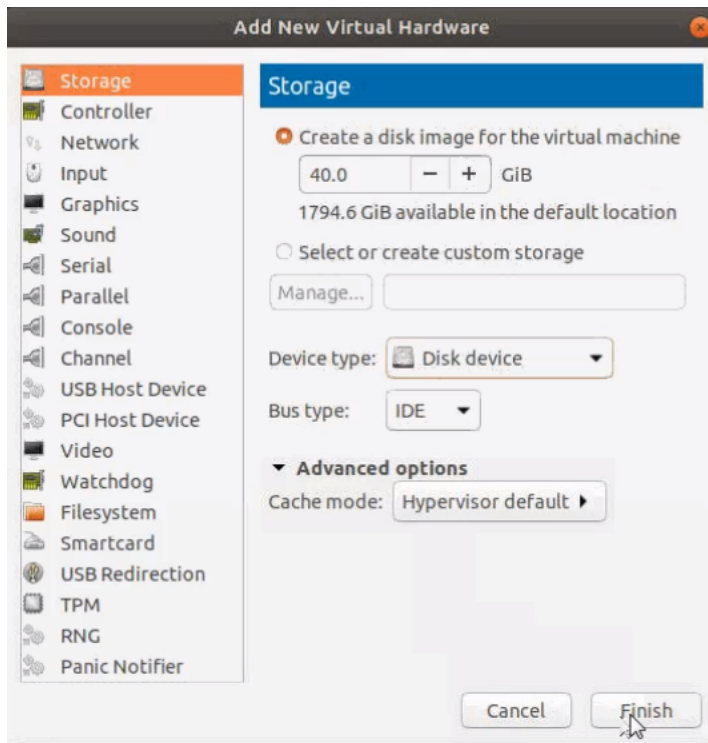 Add New Virtual Hardware
Storage
Controller
Network
Input
Graphics
Sound
Serial
Parallel
Console
Channel
USB Host Device
PCI Host Device
Video
Watchdog
Filesystem
Smartcard
USB Redirection
TPM
RNG
Panic Notifier
Storage
Create a disk image for the virtual machine
40.0 − + GiB
1794.6 GiB available in the default location
Select or create custom storage
Manage...
Device type: Disk device
Bus type: IDE
Advanced options
Cache mode: Hypervisor default
Cancel Finish